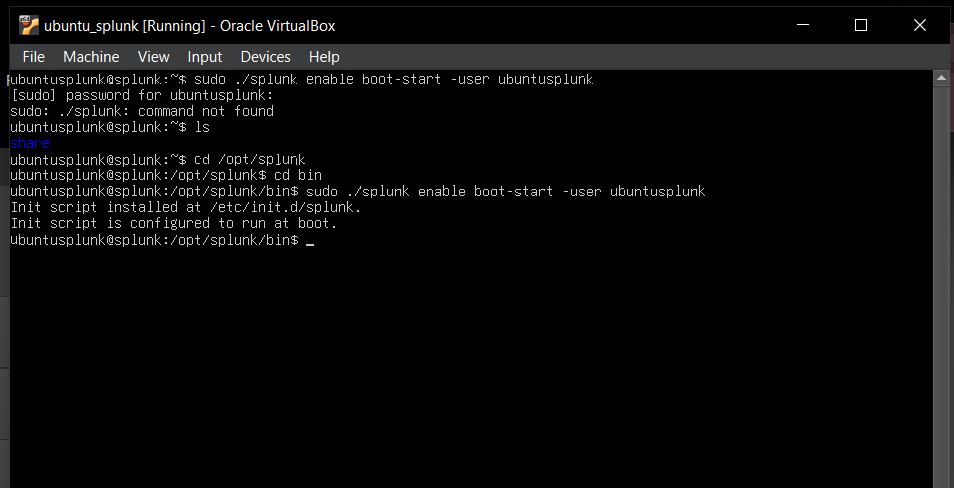 ubuntu_splunk [Running] - Oracle VirtualBox
File Machine View Input Devices Help
ubuntusplunk@splunk:~$ sudo ./splunk enable boot-start -user ubuntusplunk
[sudo] password for ubuntusplunk:
sudo: ./splunk: command not found
ubuntusplunk@splunk:~$ ls
share
ubuntusplunk@splunk:~$ cd /opt/splunk
ubuntusplunk@splunk:/opt/splunk$ cd bin
ubuntusplunk@splunk:/opt/splunk/bin$ sudo ./splunk enable boot-start -user ubuntusplunk
Init script installed at /etc/init.d/splunk.
Init script is configured to run at boot.
ubuntusplunk@splunk:/opt/splunk/bin$ _